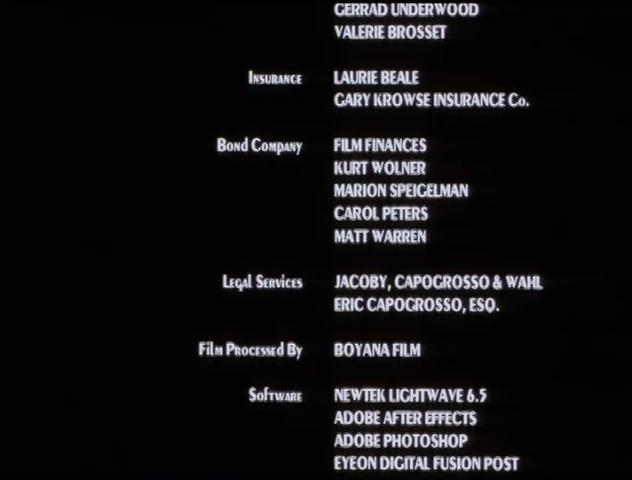 GERRAD UNDERWOOD
VALERIE BROSSET
Insurance LAURIE BEALE
GARY KROWSE INSURANCE Co.
Bond Company FILM FINANCES
KURT WOLNER
MARION SPEIGELMAN
CAROL PETERS
MATT WARREN
Legal Services JACOBY, CAPOGROSSO & WAHL
ERIC CAPOGROSSO, ESQ.
Film Processed By BOYANA FILM
Software NEWTEK LIGHTWAVE 6.5
ADOBE AFTER EFFECTS
ADOBE PHOTOSHOP
EYEON DIGITAL FUSION POST